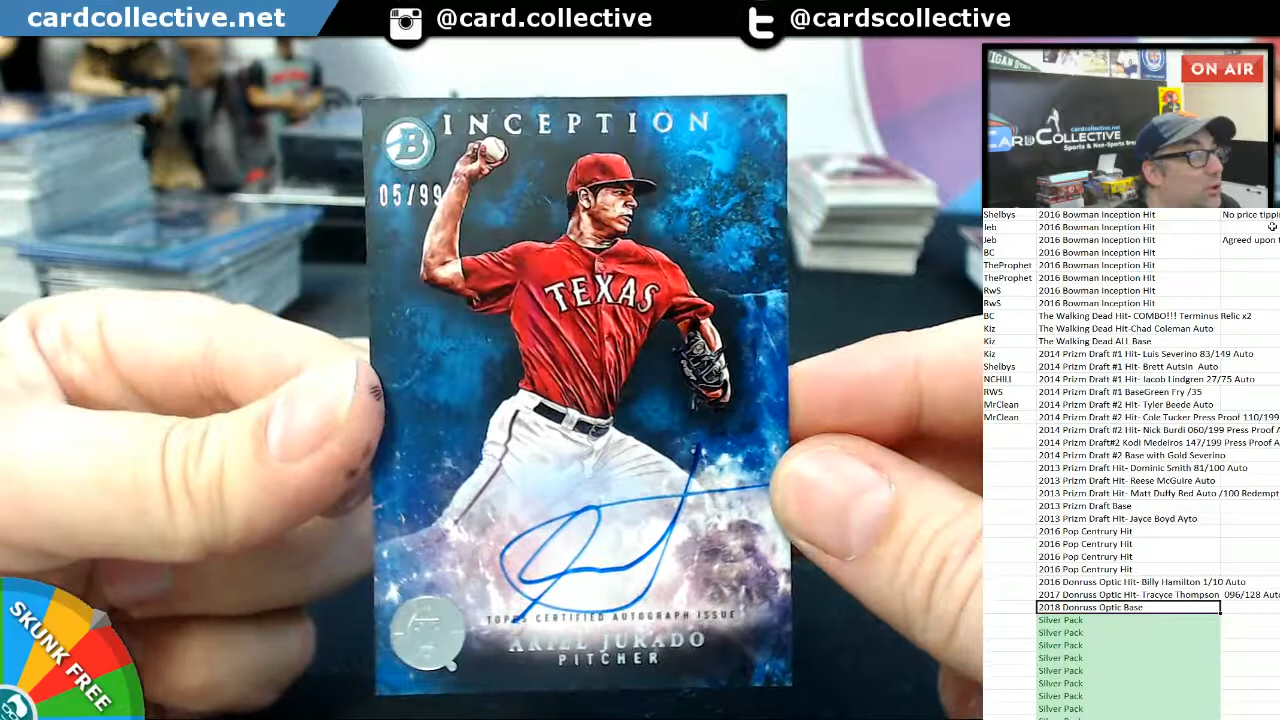 cardcollective.net
@card.collective
@cardscollective
ON AIR
cardcollective.net
CARDCOLLECTIVE
INCEPTION
B
05/99
TEXAS
TOPPS CERTIFIED AUTOGRAPH ISSUE
ARIEL JURADO
PITCHER
SKUNK FREE
Shelbys 2016 Bowman Inception Hit No price tippi
Jeb 2016 Bowman Inception Hit
Jeb 2016 Bowman Inception Hit Agreed upon t
BC 2016 Bowman Inception Hit
TheProphet 2016 Bowman Inception Hit
TheProphet 2016 Bowman Inception Hit
RwS 2016 Bowman Inception Hit
RwS 2016 Bowman Inception Hit
BC The Walking Dead Hit- COMBO!!! Terminus Relic x2
Kiz The Walking Dead Hit-Chad Coleman Auto
Kiz The Walking Dead ALL Base
Kiz 2014 Prizm Draft #1 Hit- Luis Severino 83/149 Auto
Shelbys 2014 Prizm Draft #1 Hit- Brett Autsin Auto
NCHILL 2014 Prizm Draft #1 Hit- Jacob Lindgren 27/75 Auto
RWS 2014 Prizm Draft #1 BaseGreen Fry /35
MrClean 2014 Prizm Draft #2 Hit- Tyler Beede Auto
MrClean 2014 Prizm Draft #2 Hit- Cole Tucker Press Proof 110/199
2014 Prizm Draft #2 Hit- Nick Burdi 060/199 Press Proof A
2014 Prizm Draft#2 Kodi Medeiros 147/199 Press Proof A
2014 Prizm Draft #2 Base with Gold Severino
2013 Prizm Draft Hit- Dominic Smith 81/100 Auto
2013 Prizm Draft Hit- Reese McGuire Auto
2013 Prizm Draft Hit- Matt Duffy Red Auto /100 Redempt
2013 Prizm Draft Base
2013 Prizm Draft Hit- Jayce Boyd Ayto
2016 Pop Centrury Hit
2016 Pop Centrury Hit
2016 Pop Centrury Hit
2016 Pop Centrury Hit
2016 Donruss Optic Hit- Billy Hamilton 1/10 Auto
2017 Donruss Optic Hit- Tracyce Thompson 096/128 Auto
2018 Donruss Optic Base
Silver Pack
Silver Pack
Silver Pack
Silver Pack
Silver Pack
Silver Pack
Silver Pack
Silver Pack